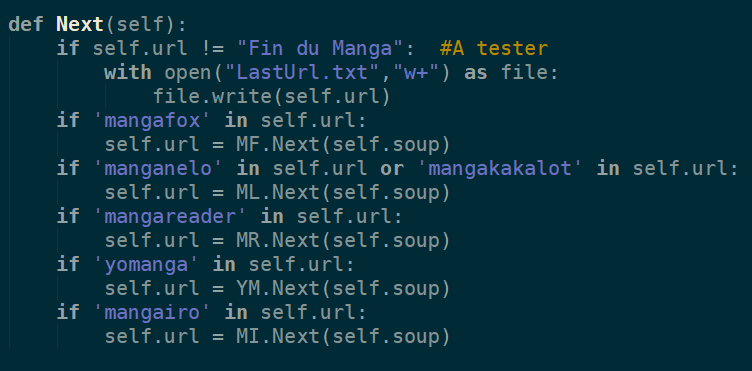 def Next(self):
    if self.url != "Fin du Manga":  #A tester
        with open("LastUrl.txt","w+") as file:
            file.write(self.url)
    if 'mangafox' in self.url:
        self.url = MF.Next(self.soup)
    if 'manganelo' in self.url or 'mangakakalot' in self.url:
        self.url = ML.Next(self.soup)
    if 'mangareader' in self.url:
        self.url = MR.Next(self.soup)
    if 'yomanga' in self.url:
        self.url = YM.Next(self.soup)
    if 'mangairo' in self.url:
        self.url = MI.Next(self.soup)